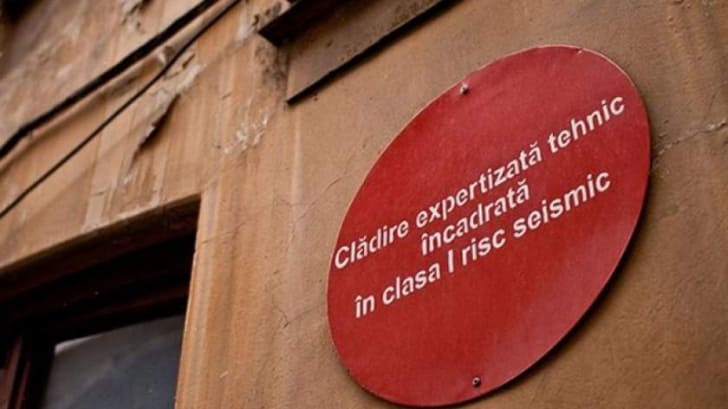 Clădire expertizată tehnic
încadrată
în clasa I risc seismic